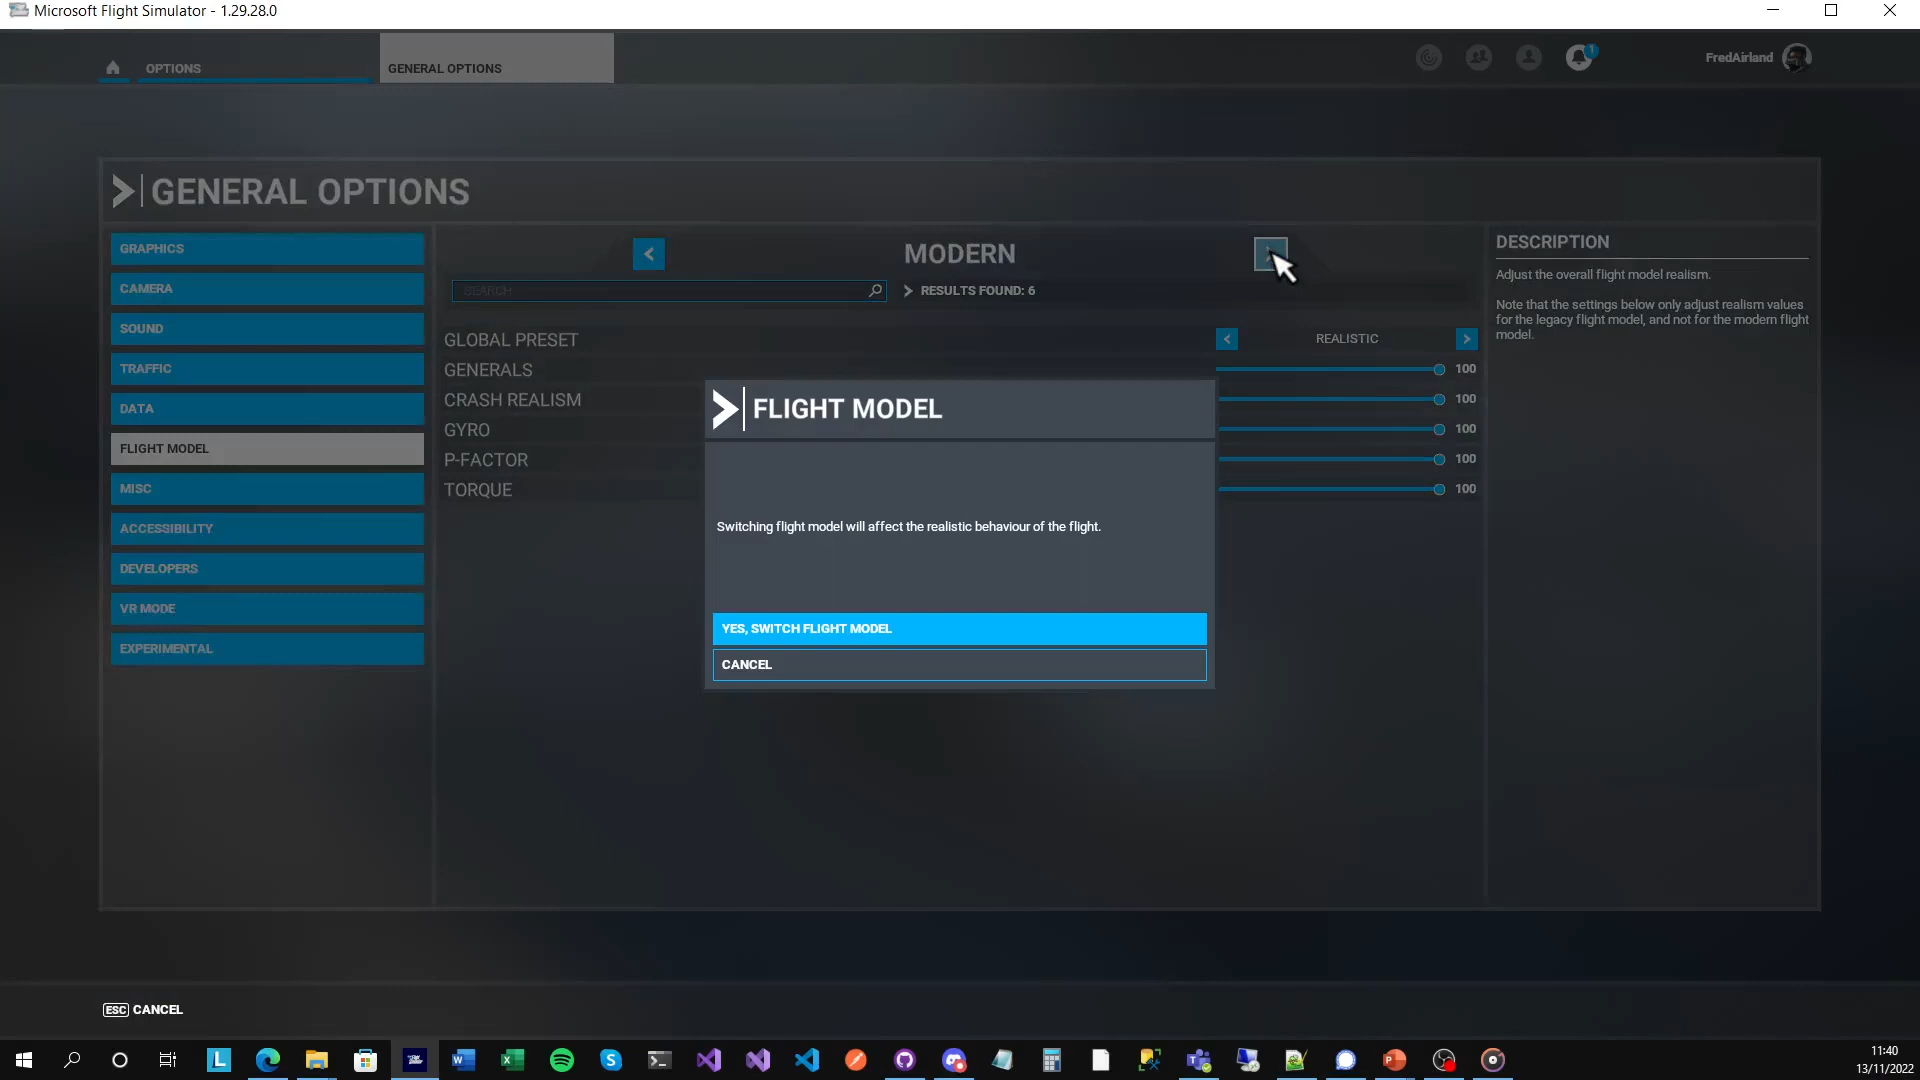 Microsoft Flight Simulator - 1.29.28.0
OPTIONS
GENERAL OPTIONS
1
FredAirland
GENERAL OPTIONS
GRAPHICS
CAMERA
SOUND
TRAFFIC
DATA
FLIGHT MODEL
MISC
ACCESSIBILITY
DEVELOPERS
VR MODE
EXPERIMENTAL
MODERN
SEARCH
RESULTS FOUND: 6
GLOBAL PRESET
REALISTIC
GENERALS
100
CRASH REALISM
100
GYRO
100
P-FACTOR
100
TORQUE
100
DESCRIPTION
Adjust the overall flight model realism.
Note that the settings below only adjust realism values
for the legacy flight model, and not for the modern flight
model.
FLIGHT MODEL
Switching flight model will affect the realistic behaviour of the flight.
YES, SWITCH FLIGHT MODEL
CANCEL
ESC CANCEL
11:40
13/11/2022